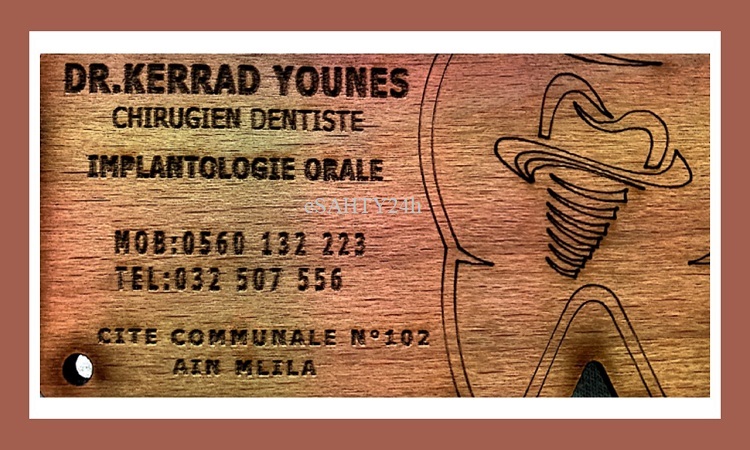 DR.KERRAD YOUNES
CHIRUGIEN DENTISTE
IMPLANTOLOGIE ORALE
eSAHTY24h
MOB:0560 132 223
TEL:032 507 556
CITE COMMUNALE N°102
AIN MLILA